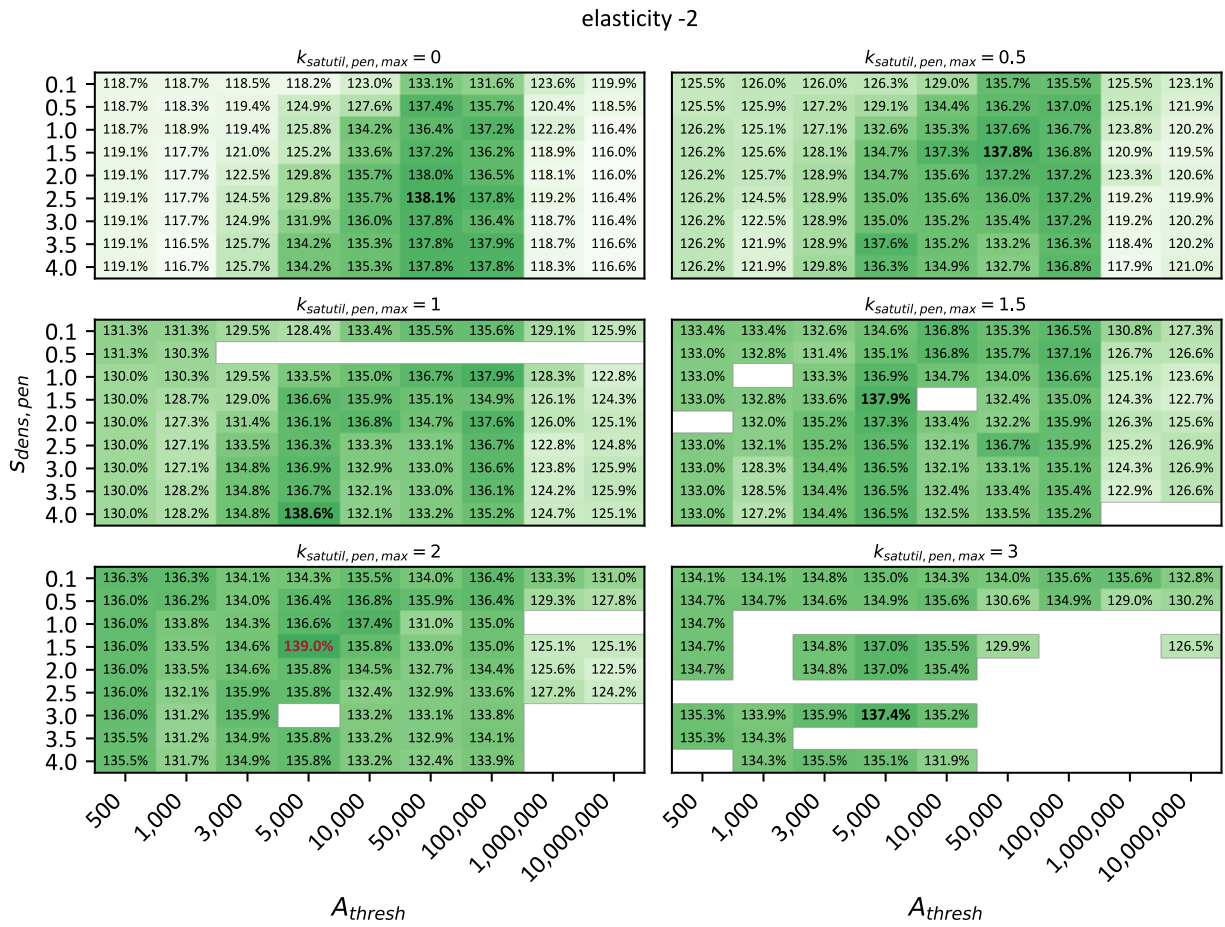 elasticity -2
k_satutil, pen, max = 0
0.1 118.7% 118.7% 118.5% 118.2% 123.0% 133.1% 131.6% 123.6% 119.9%
0.5 118.7% 118.3% 119.4% 124.9% 127.6% 137.4% 135.7% 120.4% 118.5%
1.0 118.7% 118.9% 119.4% 125.8% 134.2% 136.4% 137.2% 122.2% 116.4%
1.5 119.1% 117.7% 121.0% 125.2% 133.6% 137.2% 136.2% 118.9% 116.0%
2.0 119.1% 117.7% 122.5% 129.8% 135.7% 138.0% 136.5% 118.1% 116.0%
2.5 119.1% 117.7% 124.5% 129.8% 135.7% 138.1% 137.8% 119.2% 116.4%
3.0 119.1% 117.7% 124.9% 131.9% 136.0% 137.8% 136.4% 118.7% 116.4%
3.5 119.1% 116.5% 125.7% 134.2% 135.3% 137.8% 137.9% 118.7% 116.6%
4.0 119.1% 116.7% 125.7% 134.2% 135.3% 137.8% 137.8% 118.3% 116.6%
k_satutil, pen, max = 0.5
125.5% 126.0% 126.0% 126.3% 129.0% 135.7% 135.5% 125.5% 123.1%
125.5% 125.9% 127.2% 129.1% 134.4% 136.2% 137.0% 125.1% 121.9%
126.2% 125.1% 127.1% 132.6% 135.3% 137.6% 136.7% 123.8% 120.2%
126.2% 125.6% 128.1% 134.7% 137.3% 137.8% 136.8% 120.9% 119.5%
126.2% 125.7% 128.9% 134.7% 135.6% 137.2% 137.2% 123.3% 120.6%
126.2% 124.5% 128.9% 135.0% 135.6% 136.0% 137.2% 119.2% 119.9%
126.2% 122.5% 128.9% 135.0% 135.2% 135.4% 137.2% 119.2% 120.2%
126.2% 121.9% 128.9% 137.6% 135.2% 133.2% 136.3% 118.4% 120.2%
126.2% 121.9% 129.8% 136.3% 134.9% 132.7% 136.8% 117.9% 121.0%
s_dens, pen
k_satutil, pen, max = 1
0.1 131.3% 131.3% 129.5% 128.4% 133.4% 135.5% 135.6% 129.1% 125.9%
0.5 131.3% 130.3%
1.0 130.0% 130.3% 129.5% 133.5% 135.0% 136.7% 137.9% 128.3% 122.8%
1.5 130.0% 128.7% 129.0% 136.6% 135.9% 135.1% 134.9% 126.1% 124.3%
2.0 130.0% 127.3% 131.4% 136.1% 136.8% 134.7% 137.6% 126.0% 125.1%
2.5 130.0% 127.1% 133.5% 136.3% 133.3% 133.1% 136.7% 122.8% 124.8%
3.0 130.0% 127.1% 134.8% 136.9% 132.9% 133.0% 136.6% 123.8% 125.9%
3.5 130.0% 128.2% 134.8% 136.7% 132.1% 133.0% 136.1% 124.2% 125.9%
4.0 130.0% 128.2% 134.8% 138.6% 132.1% 133.2% 135.2% 124.7% 125.1%
k_satutil, pen, max = 1.5
133.4% 133.4% 132.6% 134.6% 136.8% 135.3% 136.5% 130.8% 127.3%
133.0% 132.8% 131.4% 135.1% 136.8% 135.7% 137.1% 126.7% 126.6%
133.0% 133.3% 136.9% 134.7% 134.0% 136.6% 125.1% 123.6%
133.0% 132.8% 133.6% 137.9% 132.4% 135.0% 124.3% 122.7%
132.0% 135.2% 137.3% 133.4% 132.2% 135.9% 126.3% 125.6%
133.0% 132.1% 135.2% 136.5% 132.1% 136.7% 135.9% 125.2% 126.9%
133.0% 128.3% 134.4% 136.5% 132.1% 133.1% 135.1% 124.3% 126.9%
133.0% 128.5% 134.4% 136.5% 132.4% 133.4% 135.4% 122.9% 126.6%
133.0% 127.2% 134.4% 136.5% 132.5% 133.5% 135.2%
k_satutil, pen, max = 2
0.1 136.3% 136.3% 134.1% 134.3% 135.5% 134.0% 136.4% 133.3% 131.0%
0.5 136.0% 136.2% 134.0% 136.4% 136.8% 135.9% 136.4% 129.3% 127.8%
1.0 136.0% 133.8% 134.3% 136.6% 137.4% 131.0% 135.0%
1.5 136.0% 133.5% 134.6% 139.0% 135.8% 133.0% 135.0% 125.1% 125.1%
2.0 136.0% 133.5% 134.6% 135.8% 134.5% 132.7% 134.4% 125.6% 122.5%
2.5 136.0% 132.1% 135.9% 135.8% 132.4% 132.9% 133.6% 127.2% 124.2%
3.0 136.0% 131.2% 135.9% 133.2% 133.1% 133.8%
3.5 135.5% 131.2% 134.9% 135.8% 133.2% 132.9% 134.1%
4.0 135.5% 131.7% 134.9% 135.8% 133.2% 132.4% 133.9%
500 1,000 3,000 5,000 10,000 50,000 100,000 1,000,000 10,000,000
A_thresh
k_satutil, pen, max = 3
134.1% 134.1% 134.8% 135.0% 134.3% 134.0% 135.6% 135.6% 132.8%
134.7% 134.7% 134.6% 134.9% 135.6% 130.6% 134.9% 129.0% 130.2%
134.7%
134.7% 134.8% 137.0% 135.5% 129.9% 126.5%
134.7% 134.8% 137.0% 135.4%
135.3% 133.9% 135.9% 137.4% 135.2%
135.3% 134.3%
134.3% 135.5% 135.1% 131.9%
500 1,000 3,000 5,000 10,000 50,000 100,000 1,000,000 10,000,000
A_thresh